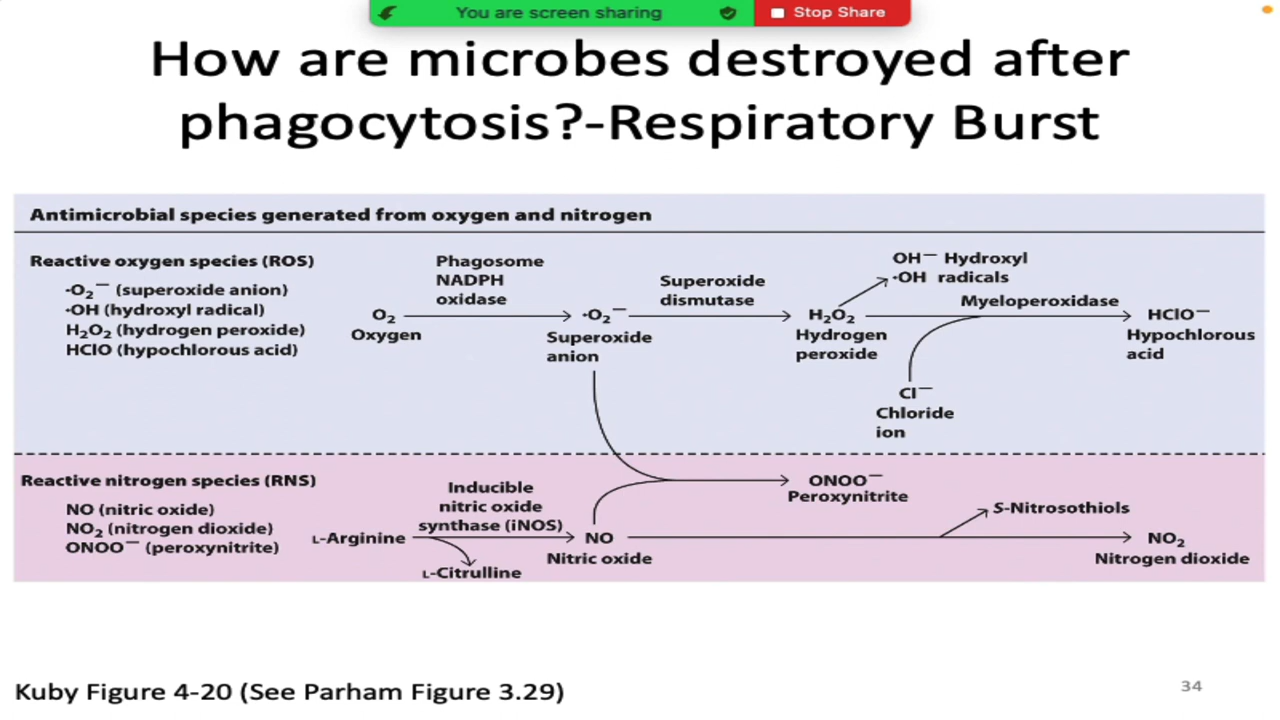 You are screen sharing
Stop Share
How are microbes destroyed after
phagocytosis?-Respiratory Burst
Antimicrobial species generated from oxygen and nitrogen
Reactive oxygen species (ROS)
·O₂⁻ (superoxide anion)
·OH (hydroxyl radical)
H₂O₂ (hydrogen peroxide)
HClO (hypochlorous acid)
O₂
Oxygen
Phagosome
NADPH
oxidase
·O₂⁻
Superoxide
anion
Superoxide
dismutase
H₂O₂
Hydrogen
peroxide
OH⁻ Hydroxyl
·OH radicals
Myeloperoxidase
Cl⁻
Chloride
ion
HClO⁻
Hypochlorous
acid
Reactive nitrogen species (RNS)
NO (nitric oxide)
NO₂ (nitrogen dioxide)
ONOO⁻ (peroxynitrite)
L-Arginine
Inducible
nitric oxide
synthase (iNOS)
L-Citrulline
NO
Nitric oxide
ONOO⁻
Peroxynitrite
S-Nitrosothiols
NO₂
Nitrogen dioxide
Kuby Figure 4-20 (See Parham Figure 3.29)
34